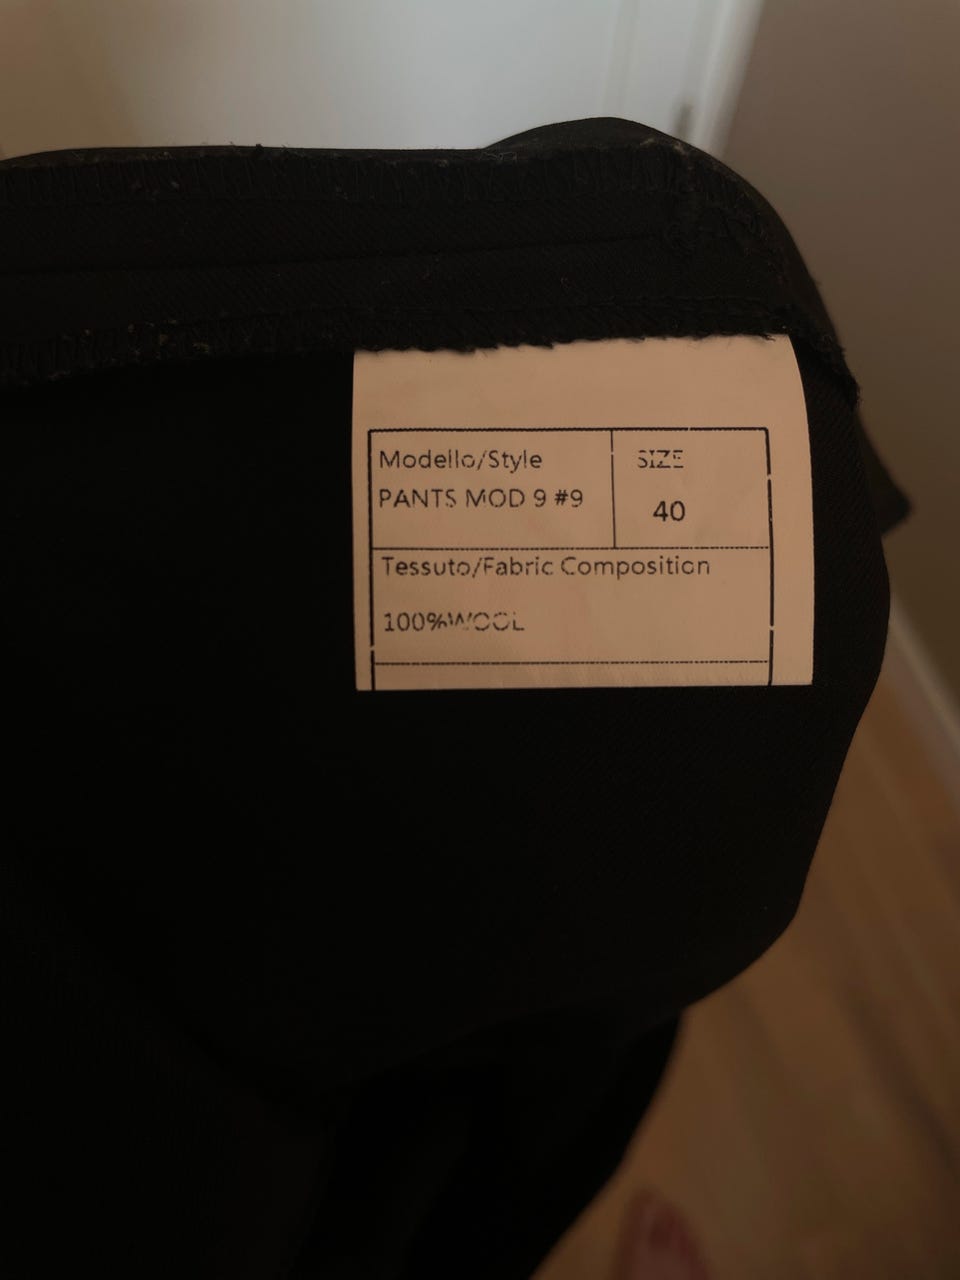 Modello/Style
PANTS MOD 9 #9
SIZE
40
Tessuto/Fabric Composition
100%WOOL